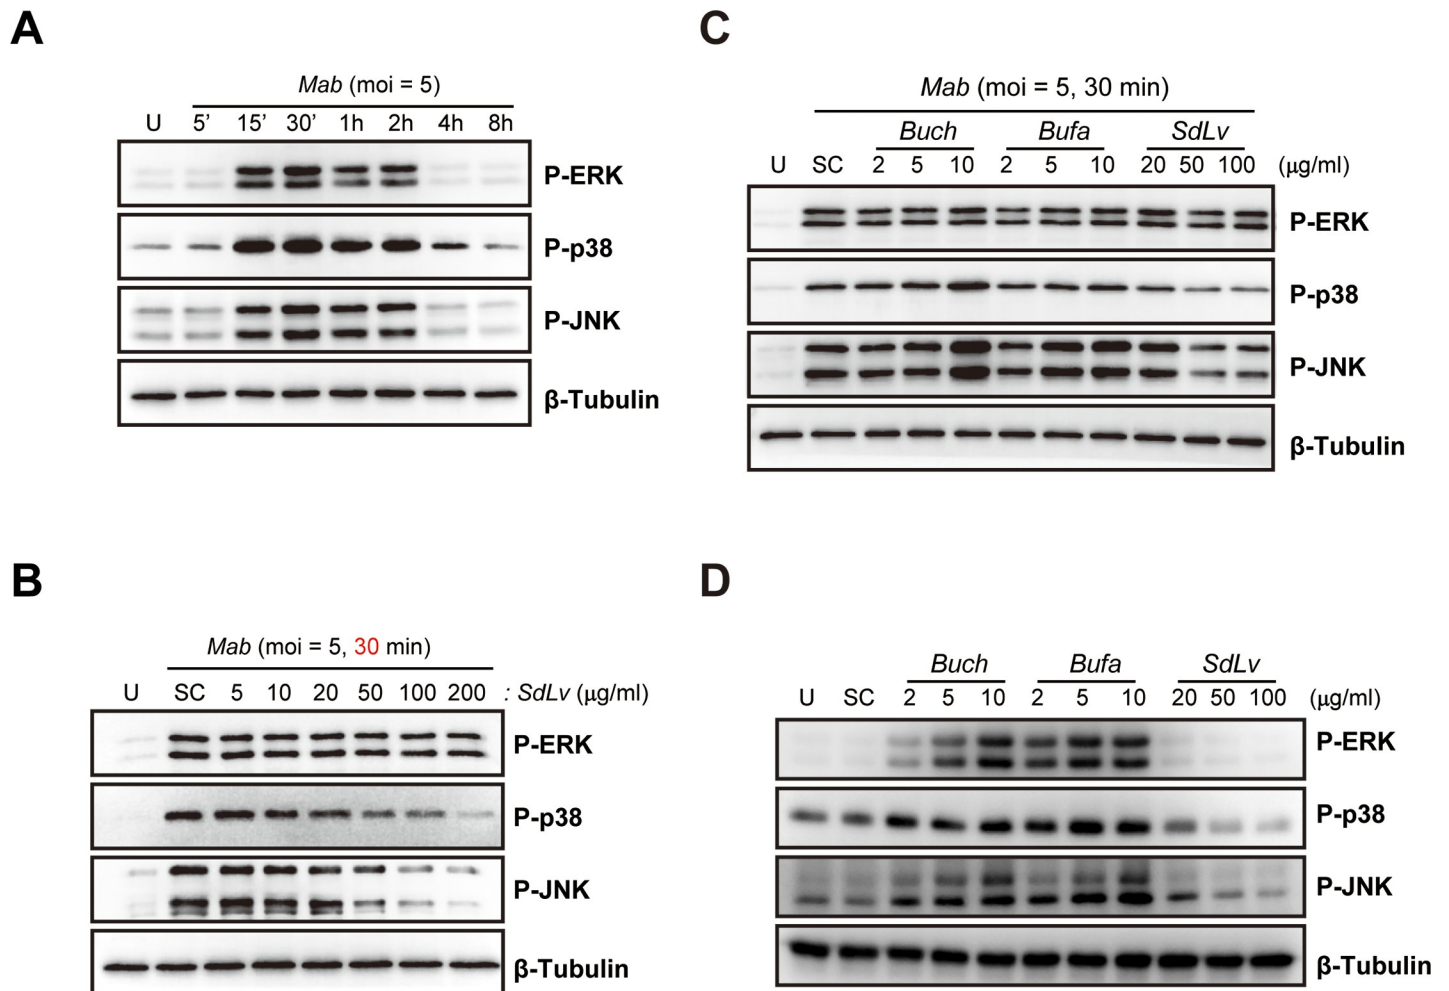 A
Mab (moi = 5)
U 5' 15' 30' 1h 2h 4h 8h
P-ERK
P-p38
P-JNK
β-Tubulin
C
Mab (moi = 5, 30 min)
Buch Bufa SdLv
U SC 2 5 10 2 5 10 20 50 100 (μg/ml)
P-ERK
P-p38
P-JNK
β-Tubulin
B
Mab (moi = 5, 30 min)
U SC 5 10 20 50 100 200 : SdLv (μg/ml)
P-ERK
P-p38
P-JNK
β-Tubulin
D
Buch Bufa SdLv
U SC 2 5 10 2 5 10 20 50 100 (μg/ml)
P-ERK
P-p38
P-JNK
β-Tubulin